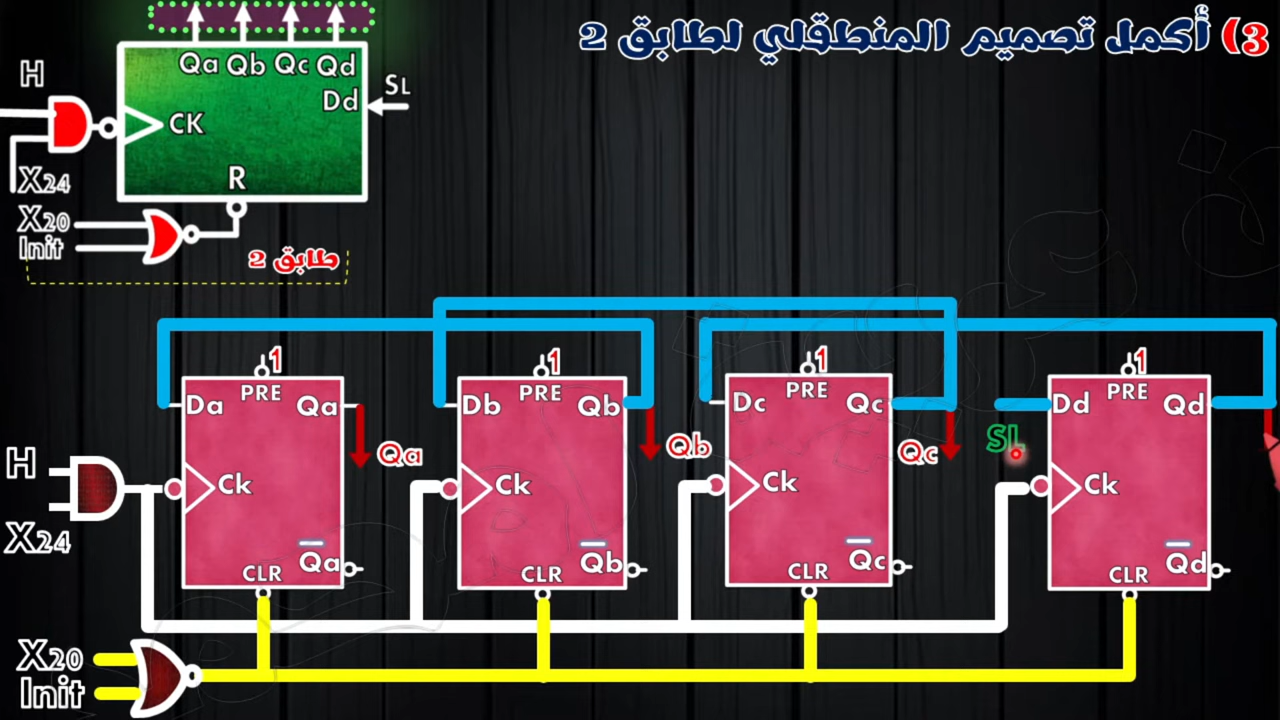 3) أكمل تصميم المنطقلي لطابق 2
Qa Qb Qc Qd
H
SL
Dd
CK
R
X24
X20
Init
طابق 2
1 1 1 1
PRE PRE PRE PRE
Da Qa Db Qb Dc Qc Dd Qd
Qa Qb Qc SL
H
Ck Ck Ck Ck
X24
Qa Qb Qc Qd
CLR CLR CLR CLR
X20
Init